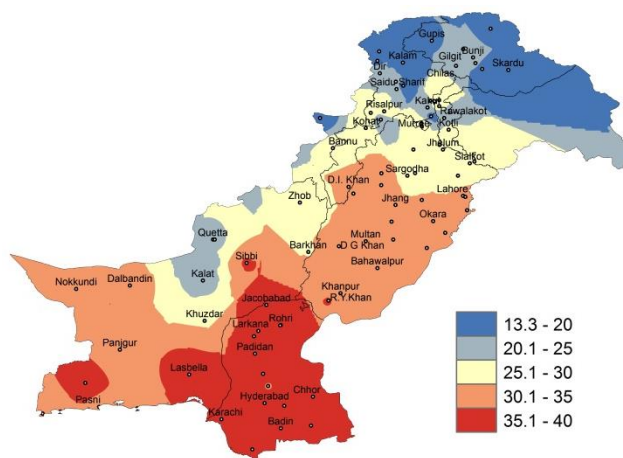 Gupis
Kalam
Gilgit
Bunji
Skardu
Dir
Chilas
Saidu Sharif
Kakul
Risalpur
Rawalakot
Kohat
Murree
Kotli
Bannu
Jhelum
Sialkot
D.I. Khan
Sargodha
Zhob
Jhang
Lahore
Okara
Quetta
Multan
Barkhan
D G Khan
Sibbi
Bahawalpur
Kalat
Nokkundi
Dalbandin
Khanpur
R.Y.Khan
Jacobabad
Khuzdar
Larkana
Rohri
Panjgur
Padidan
Lasbella
Pasni
Hyderabad
Chhor
Karachi
Badin
13.3 - 20
20.1 - 25
25.1 - 30
30.1 - 35
35.1 - 40